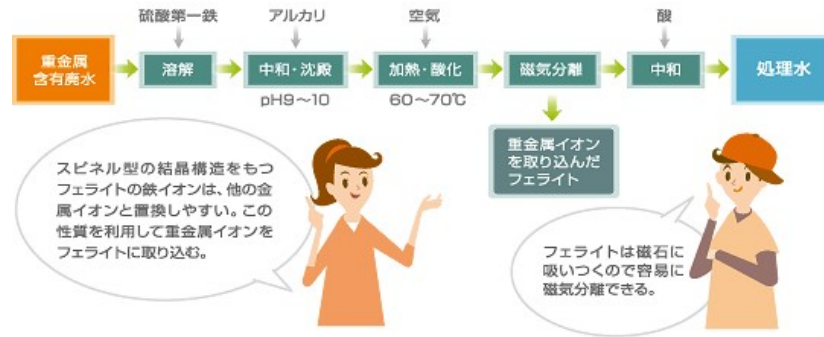 硫酸第一鉄
アルカリ
空気
酸
重金属
含有廃水
溶解
中和・沈殿
加熱・酸化
磁気分離
中和
処理水
pH9～10
60～70℃
重金属イオン
を取り込んだ
フェライト
スピネル型の結晶構造をもつ
フェライトの鉄イオンは、他の金
属イオンと置換しやすい。この
性質を利用して重金属イオンを
フェライトに取り込む。
フェライトは磁石に
吸いつくので容易に
磁気分離できる。